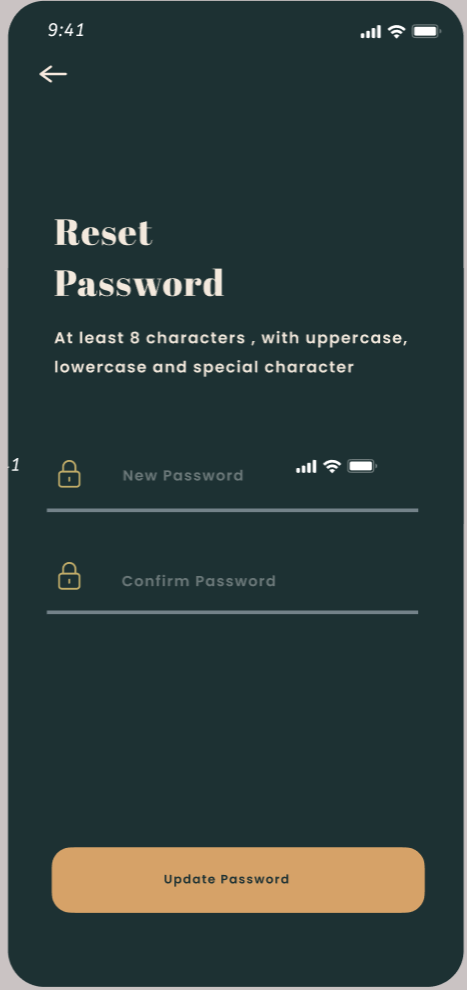 9:41
Reset
Password
At least 8 characters , with uppercase,
lowercase and special character
1
New Password
Confirm Password
Update Password